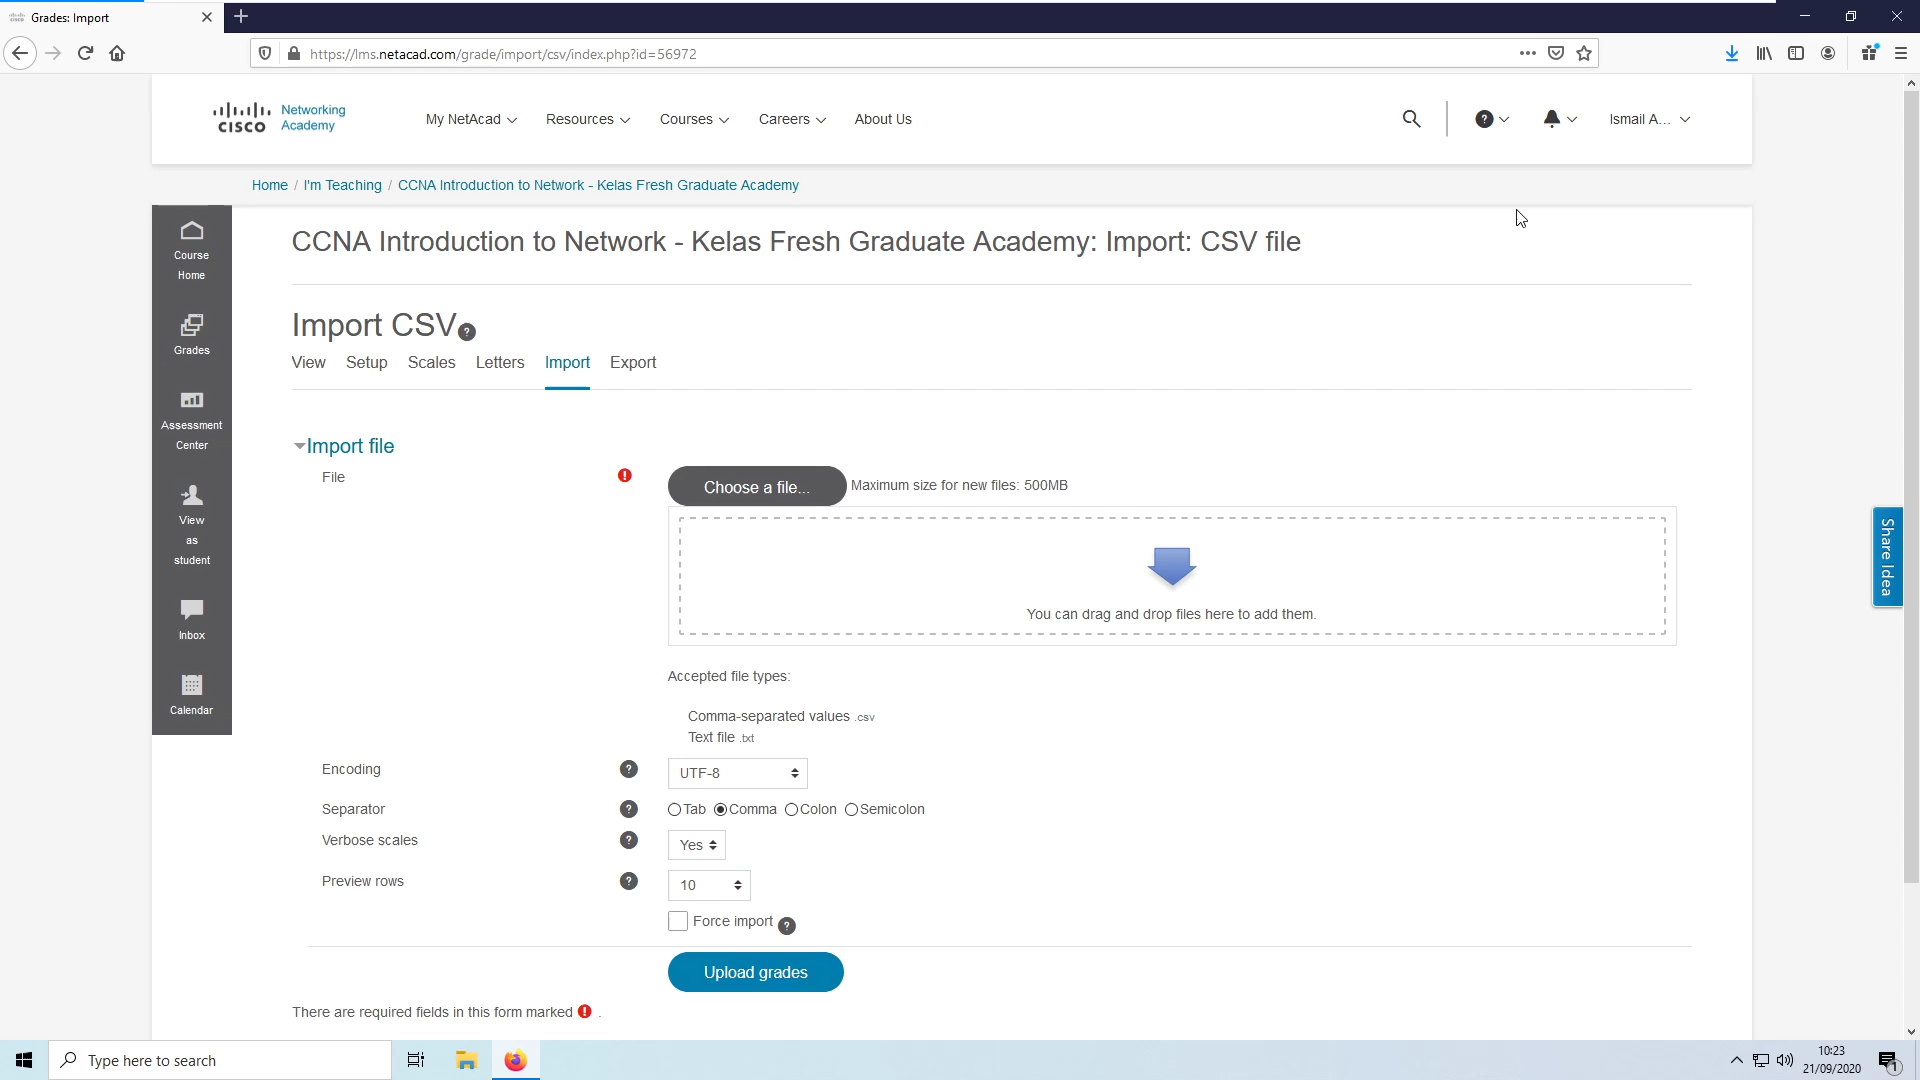 Grades: Import
https://lms.netacad.com/grade/import/csv/index.php?id=56972
CISCO Networking Academy
My NetAcad Resources Courses Careers About Us
Ismail A...
Home / I'm Teaching / CCNA Introduction to Network - Kelas Fresh Graduate Academy
Course Home
Grades
Assessment Center
View as student
Inbox
Calendar
CCNA Introduction to Network - Kelas Fresh Graduate Academy: Import: CSV file
Import CSV
View Setup Scales Letters Import Export
Import file
File
Choose a file...
Maximum size for new files: 500MB
You can drag and drop files here to add them.
Accepted file types:
Comma-separated values .csv
Text file .txt
Encoding
UTF-8
Separator
Tab Comma Colon Semicolon
Verbose scales
Yes
Preview rows
10
Force import
Upload grades
There are required fields in this form marked .
Share Idea
Type here to search
10:23
21/09/2020
1